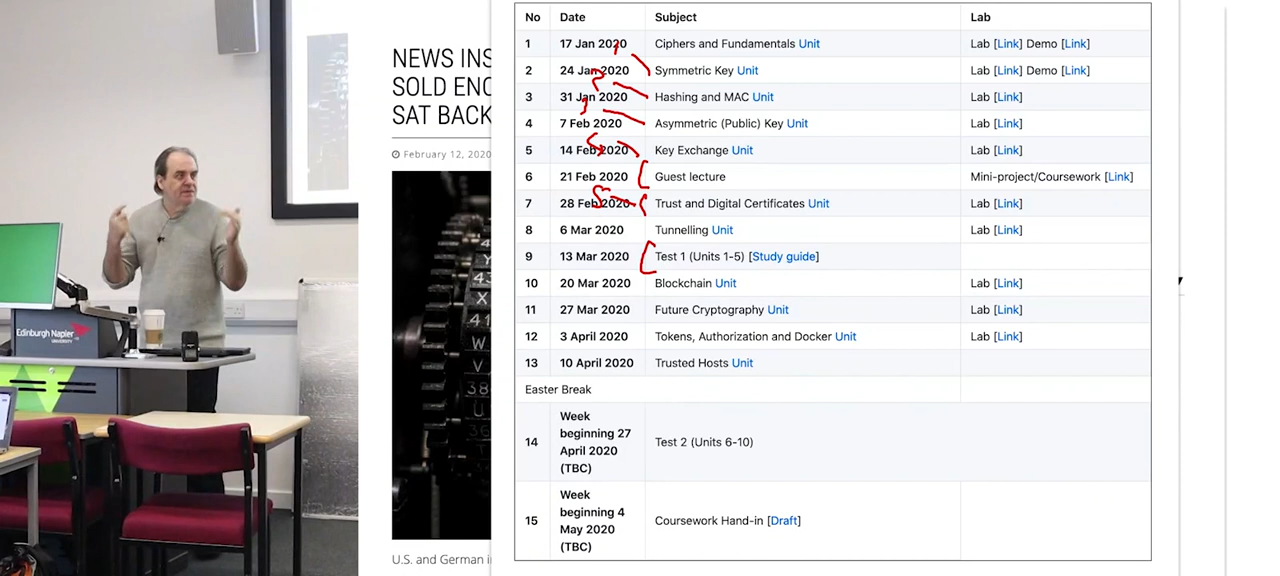 Edinburgh Napier
UNIVERSITY
NEWS INS
SOLD ENC
SAT BACK
February 12, 2020
U.S. and German i
No Date Subject Lab
1 17 Jan 2020 Ciphers and Fundamentals Unit Lab [Link] Demo [Link]
2 24 Jan 2020 Symmetric Key Unit Lab [Link] Demo [Link]
3 31 Jan 2020 Hashing and MAC Unit Lab [Link]
4 7 Feb 2020 Asymmetric (Public) Key Unit Lab [Link]
5 14 Feb 2020 Key Exchange Unit Lab [Link]
6 21 Feb 2020 Guest lecture Mini-project/Coursework [Link]
7 28 Feb 2020 Trust and Digital Certificates Unit Lab [Link]
8 6 Mar 2020 Tunnelling Unit Lab [Link]
9 13 Mar 2020 Test 1 (Units 1-5) [Study guide]
10 20 Mar 2020 Blockchain Unit Lab [Link]
11 27 Mar 2020 Future Cryptography Unit Lab [Link]
12 3 April 2020 Tokens, Authorization and Docker Unit Lab [Link]
13 10 April 2020 Trusted Hosts Unit
Easter Break
14 Week beginning 27 April 2020 (TBC) Test 2 (Units 6-10)
15 Week beginning 4 May 2020 (TBC) Coursework Hand-in [Draft]